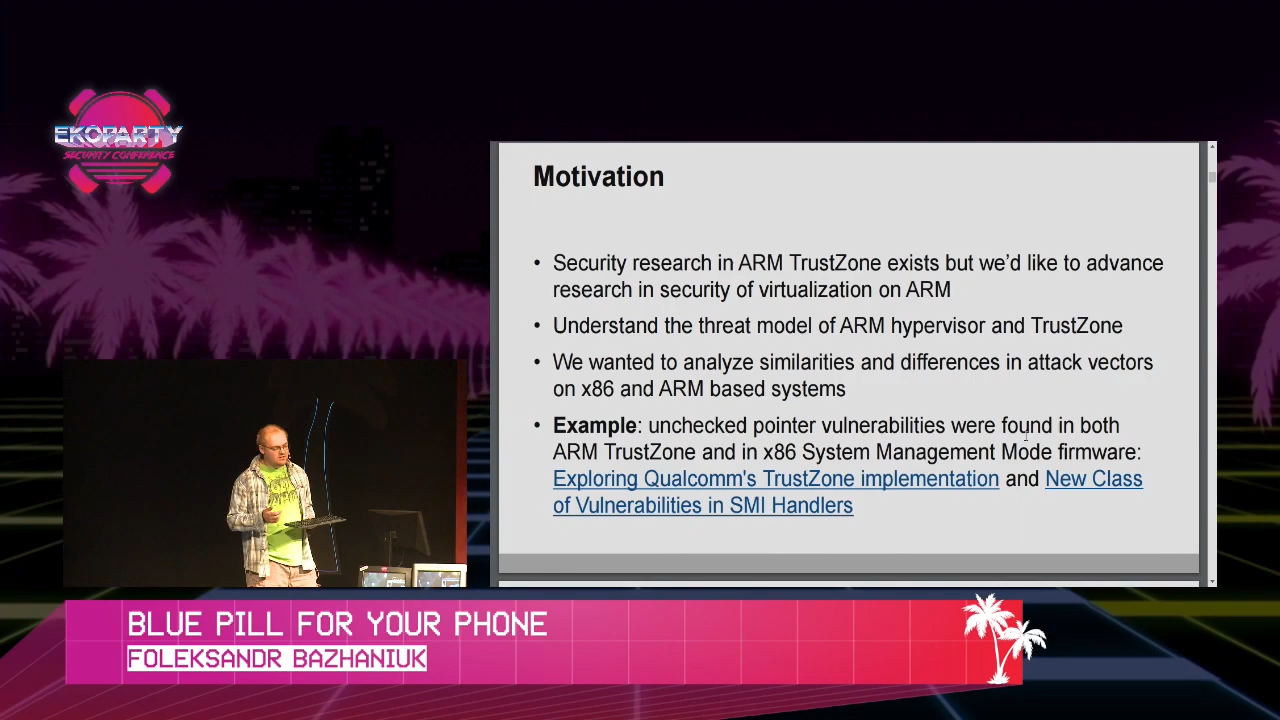 EKOPARTY
SECURITY CONFERENCE
Motivation
• Security research in ARM TrustZone exists but we'd like to advance
research in security of virtualization on ARM
• Understand the threat model of ARM hypervisor and TrustZone
• We wanted to analyze similarities and differences in attack vectors
on x86 and ARM based systems
• Example: unchecked pointer vulnerabilities were found in both
ARM TrustZone and in x86 System Management Mode firmware:
Exploring Qualcomm's TrustZone implementation and New Class
of Vulnerabilities in SMI Handlers
BLUE PILL FOR YOUR PHONE
FOLEKSANDR BAZHANIUK